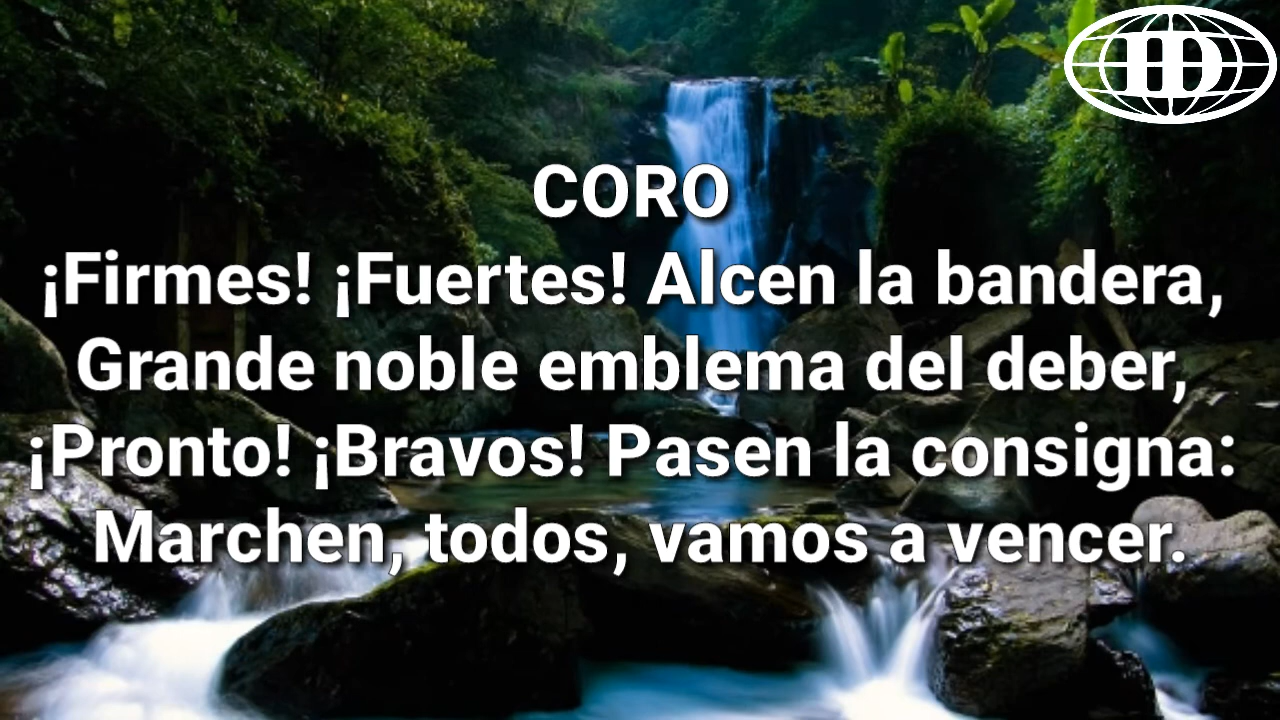 ID
CORO
¡Firmes! ¡Fuertes! Alcen la bandera,
Grande noble emblema del deber,
¡Pronto! ¡Bravos! Pasen la consigna:
Marchen, todos, vamos a vencer.